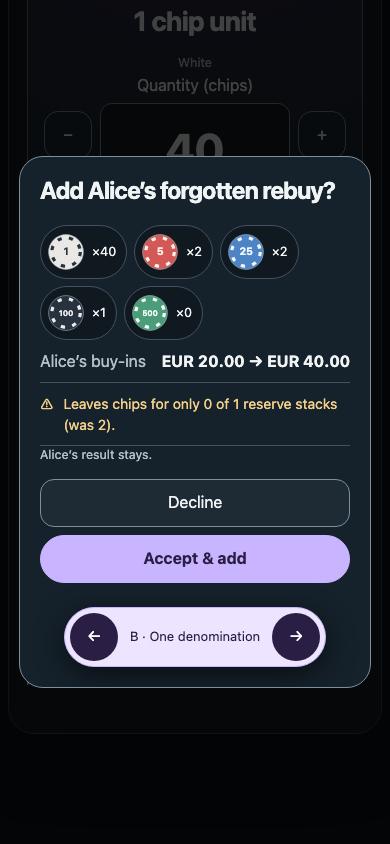 1 chip unit
White
Quantity (chips)
−
40
+
Add Alice’s forgotten rebuy?
1 ×40
5 ×2
25 ×2
100 ×1
500 ×0
Alice’s buy-ins EUR 20.00 → EUR 40.00
Leaves chips for only 0 of 1 reserve stacks
(was 2).
Alice’s result stays.
Decline
Accept & add
← B · One denomination →